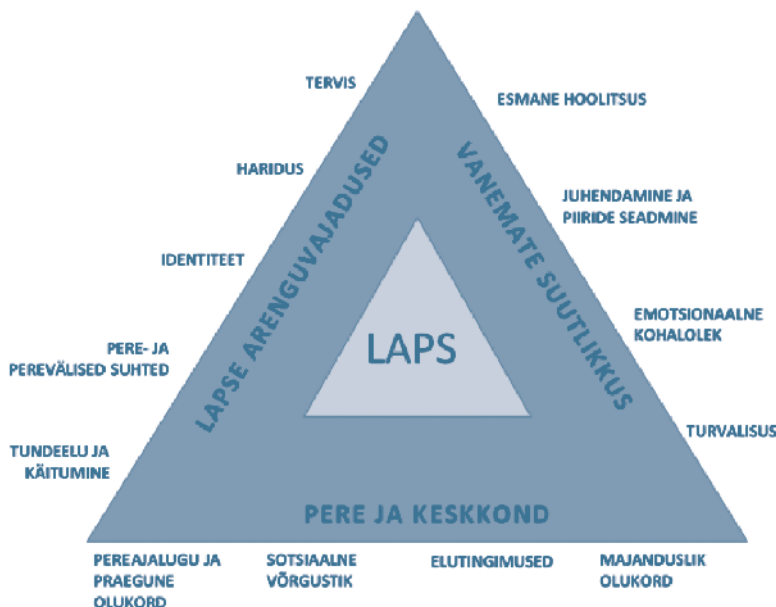 TERVIS
HARIDUS
IDENTITEET
PERE- JA
PEREVÄLISED SUHTED
TUNDEELU JA
KÄITUMINE
LAPSE ARENGUVAJADUSED
ESMANE HOOLITSUS
JUHENDAMINE JA
PIIRIDE SEADMINE
EMOTSIONAALNE
KOHALOLEK
TURVALISUS
VANEMATE SUUTLIKKUS
LAPS
PERE JA KESKKOND
PEREAJALUGU JA
PRAEGUNE
OLUKORD
SOTSIAALNE
VÕRGUSTIK
ELUTINGIMUSED
MAJANDUSLIK
OLUKORD